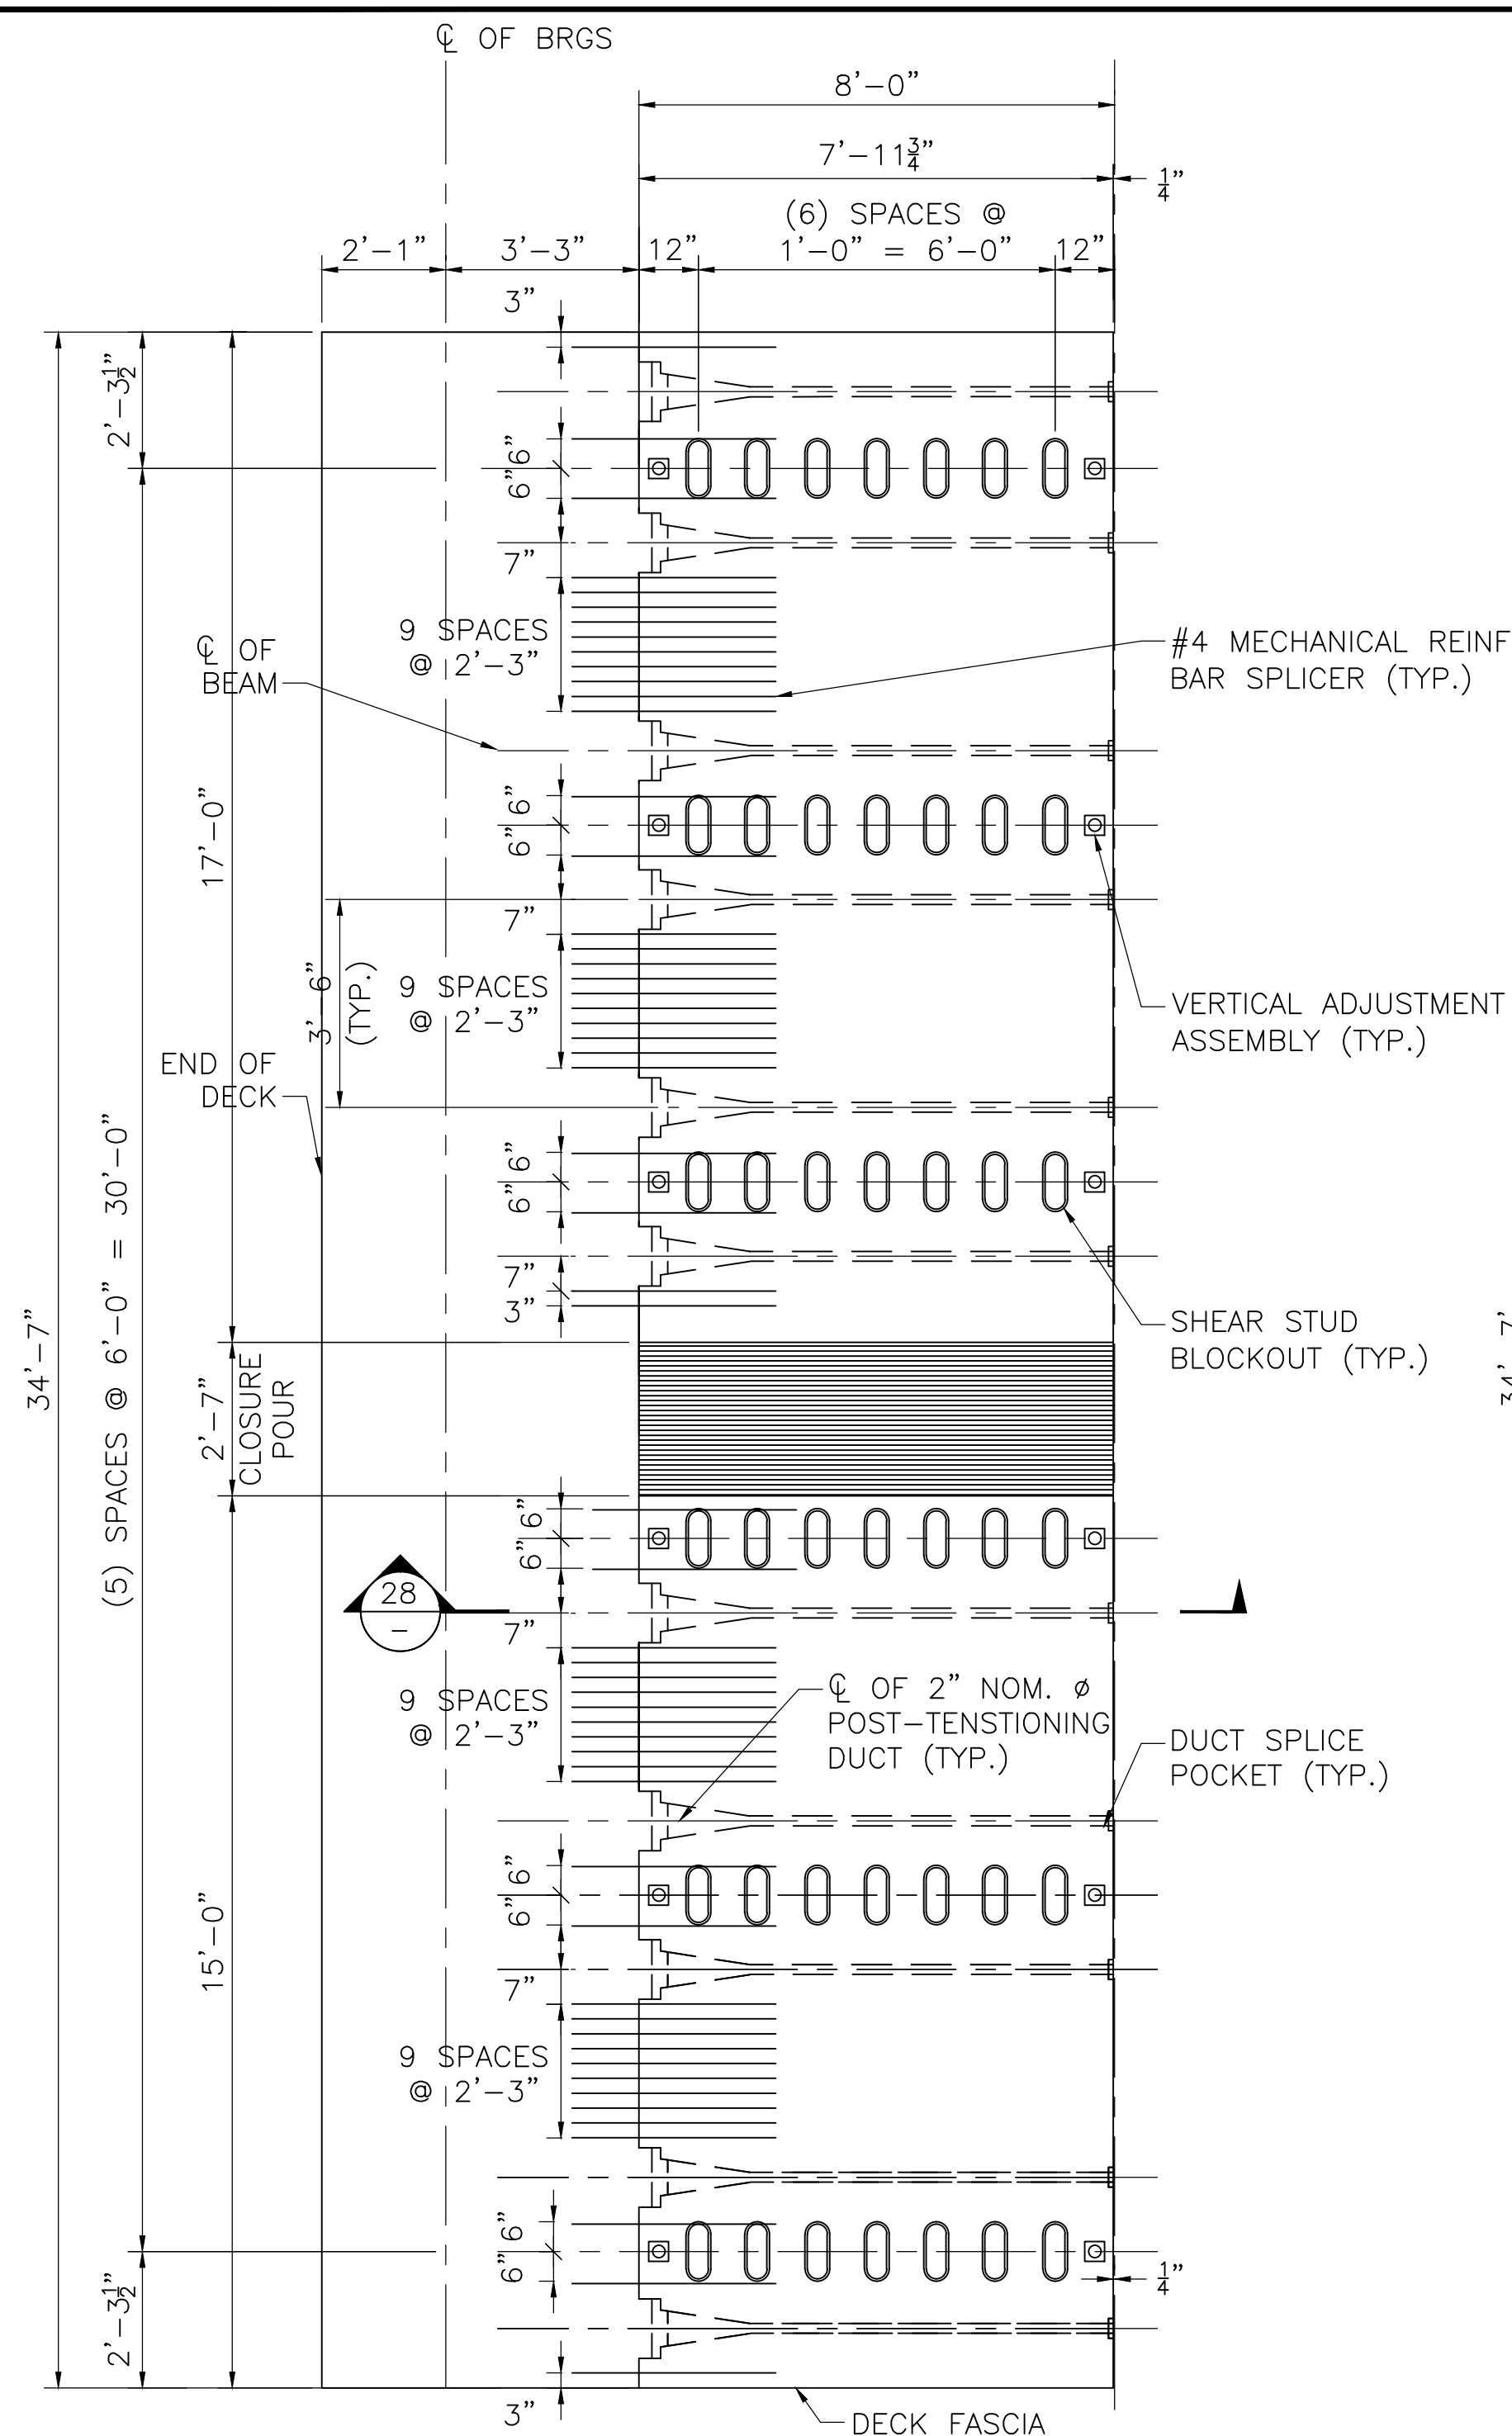 ℄ OF BRGS
8'-0"
7'-11¾"
¼"
(6) SPACES @
1'-0" = 6'-0"
2'-1"
3'-3"
12"
12"
3"
2'-3½"
6"
6"
7"
9 SPACES
@ 2'-3"
℄ OF
BEAM
#4 MECHANICAL REINF
BAR SPLICER (TYP.)
17'-0"
6"
6"
7"
9 SPACES
@ 2'-3"
3' 6"
(TYP.)
VERTICAL ADJUSTMENT
ASSEMBLY (TYP.)
END OF
DECK
6"
6"
7"
3"
(5) SPACES @ 6'-0" = 30'-0"
34'-7"
SHEAR STUD
BLOCKOUT (TYP.)
2'-7"
CLOSURE
POUR
6"
6"
28
-
7"
9 SPACES
@ 2'-3"
℄ OF 2" NOM. ø
POST-TENSTIONING
DUCT (TYP.)
DUCT SPLICE
POCKET (TYP.)
15'-0"
6"
6"
7"
9 SPACES
@ 2'-3"
6"
6"
¼"
2'-3½"
3"
DECK FASCIA